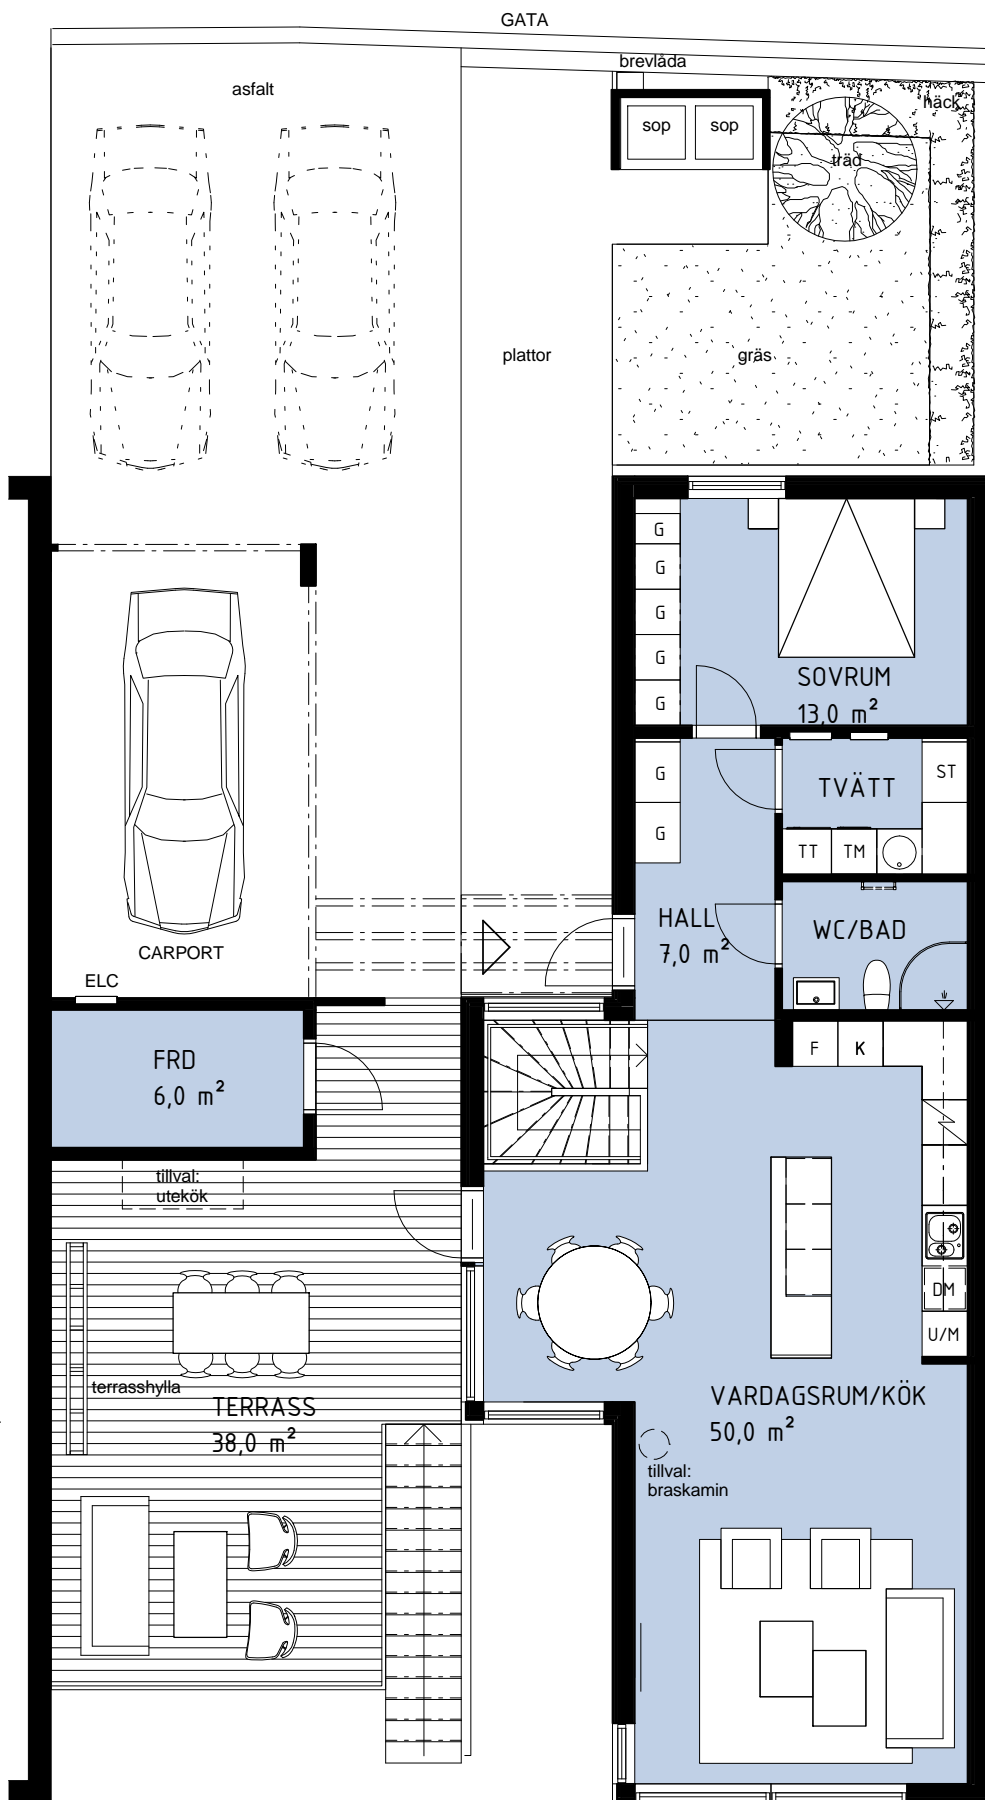 GATA
brevlåda
asfalt
häck
sop
sop
träd
plattor
gräs
G
G
G
G
G
SOVRUM
13,0 m²
G
G
TVÄTT
ST
TT
TM
HALL
7,0 m²
WC/BAD
CARPORT
ELC
FRD
6,0 m²
F
K
tillval:
utekök
DM
U/M
terrasshylla
TERRASS
38,0 m²
VARDAGSRUM/KÖK
50,0 m²
tillval:
braskamin